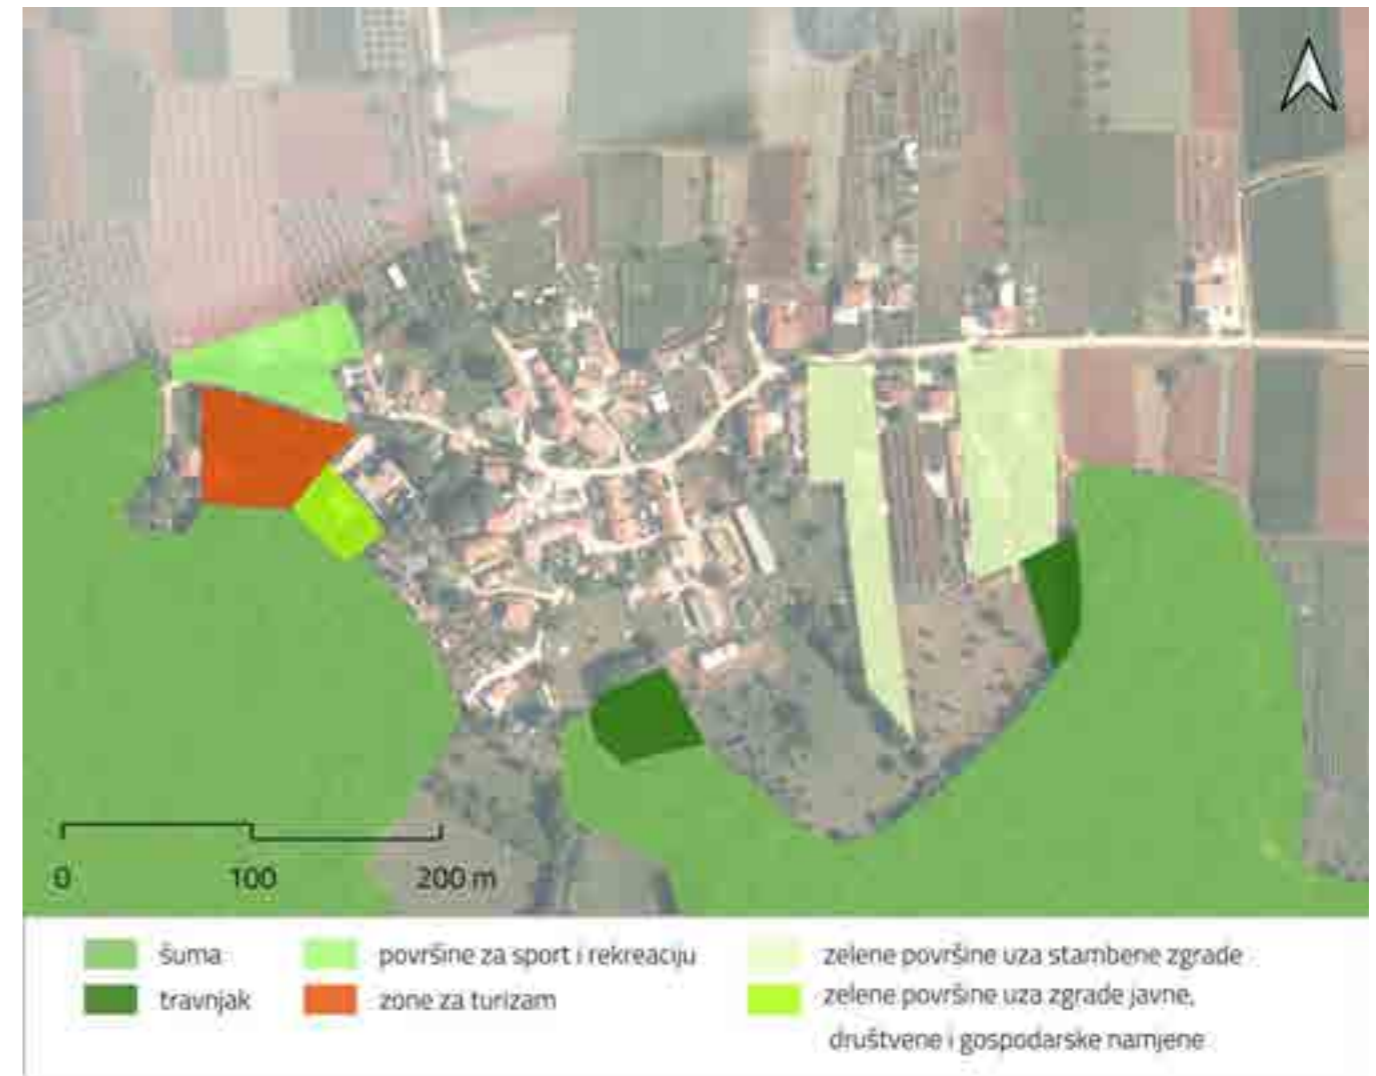 0 100 200 m
šuma
travnjak
površine za sport i rekreaciju
zone za turizam
zelene površine uza stambene zgrade
zelene površine uza zgrade javne,
društvene i gospodarske namjene